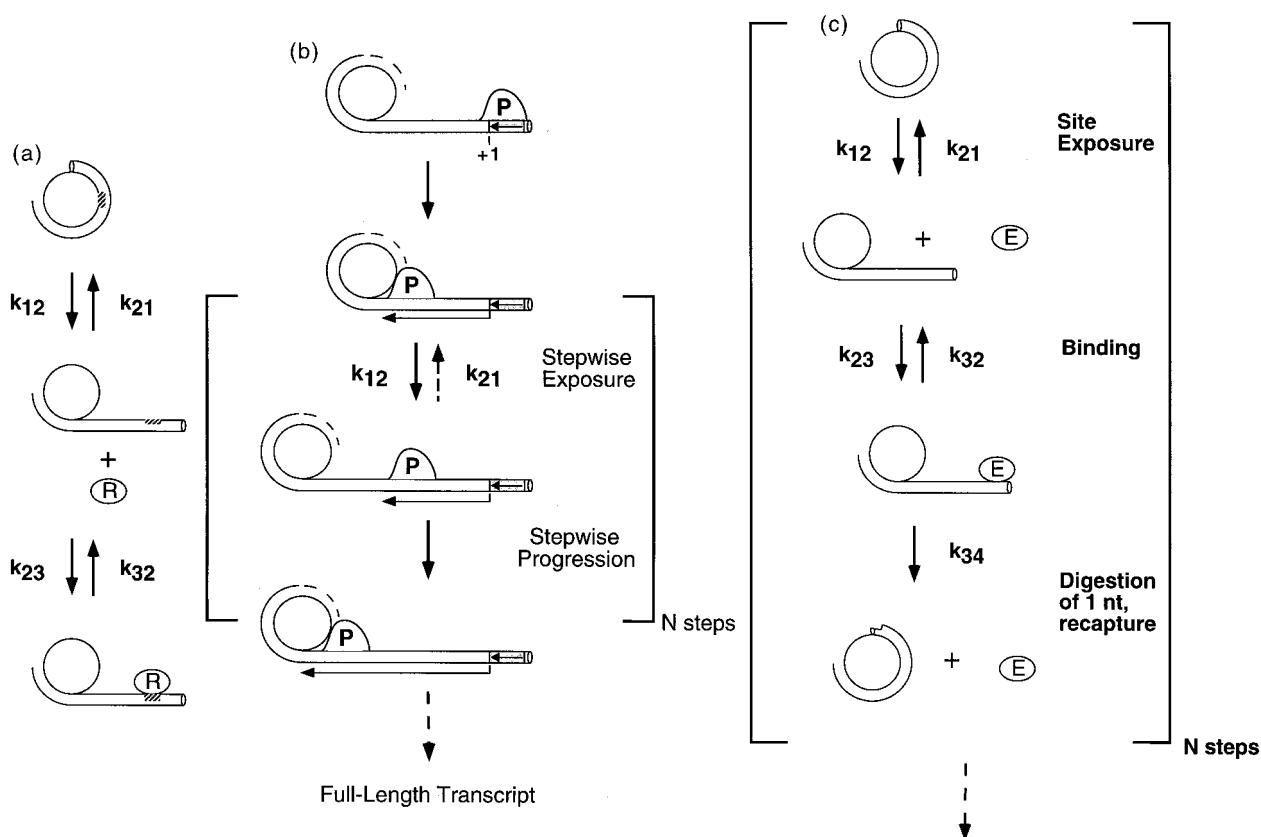 (a)
k12
k21
+
R
k23
k32
R
(b)
P
+1
P
k12
k21
Stepwise
Exposure
P
Stepwise
Progression
P
N steps
Full-Length Transcript
(c)
k12
k21
Site
Exposure
+
E
k23
k32
Binding
E
k34
Digestion
of 1 nt,
recapture
+
E
N steps